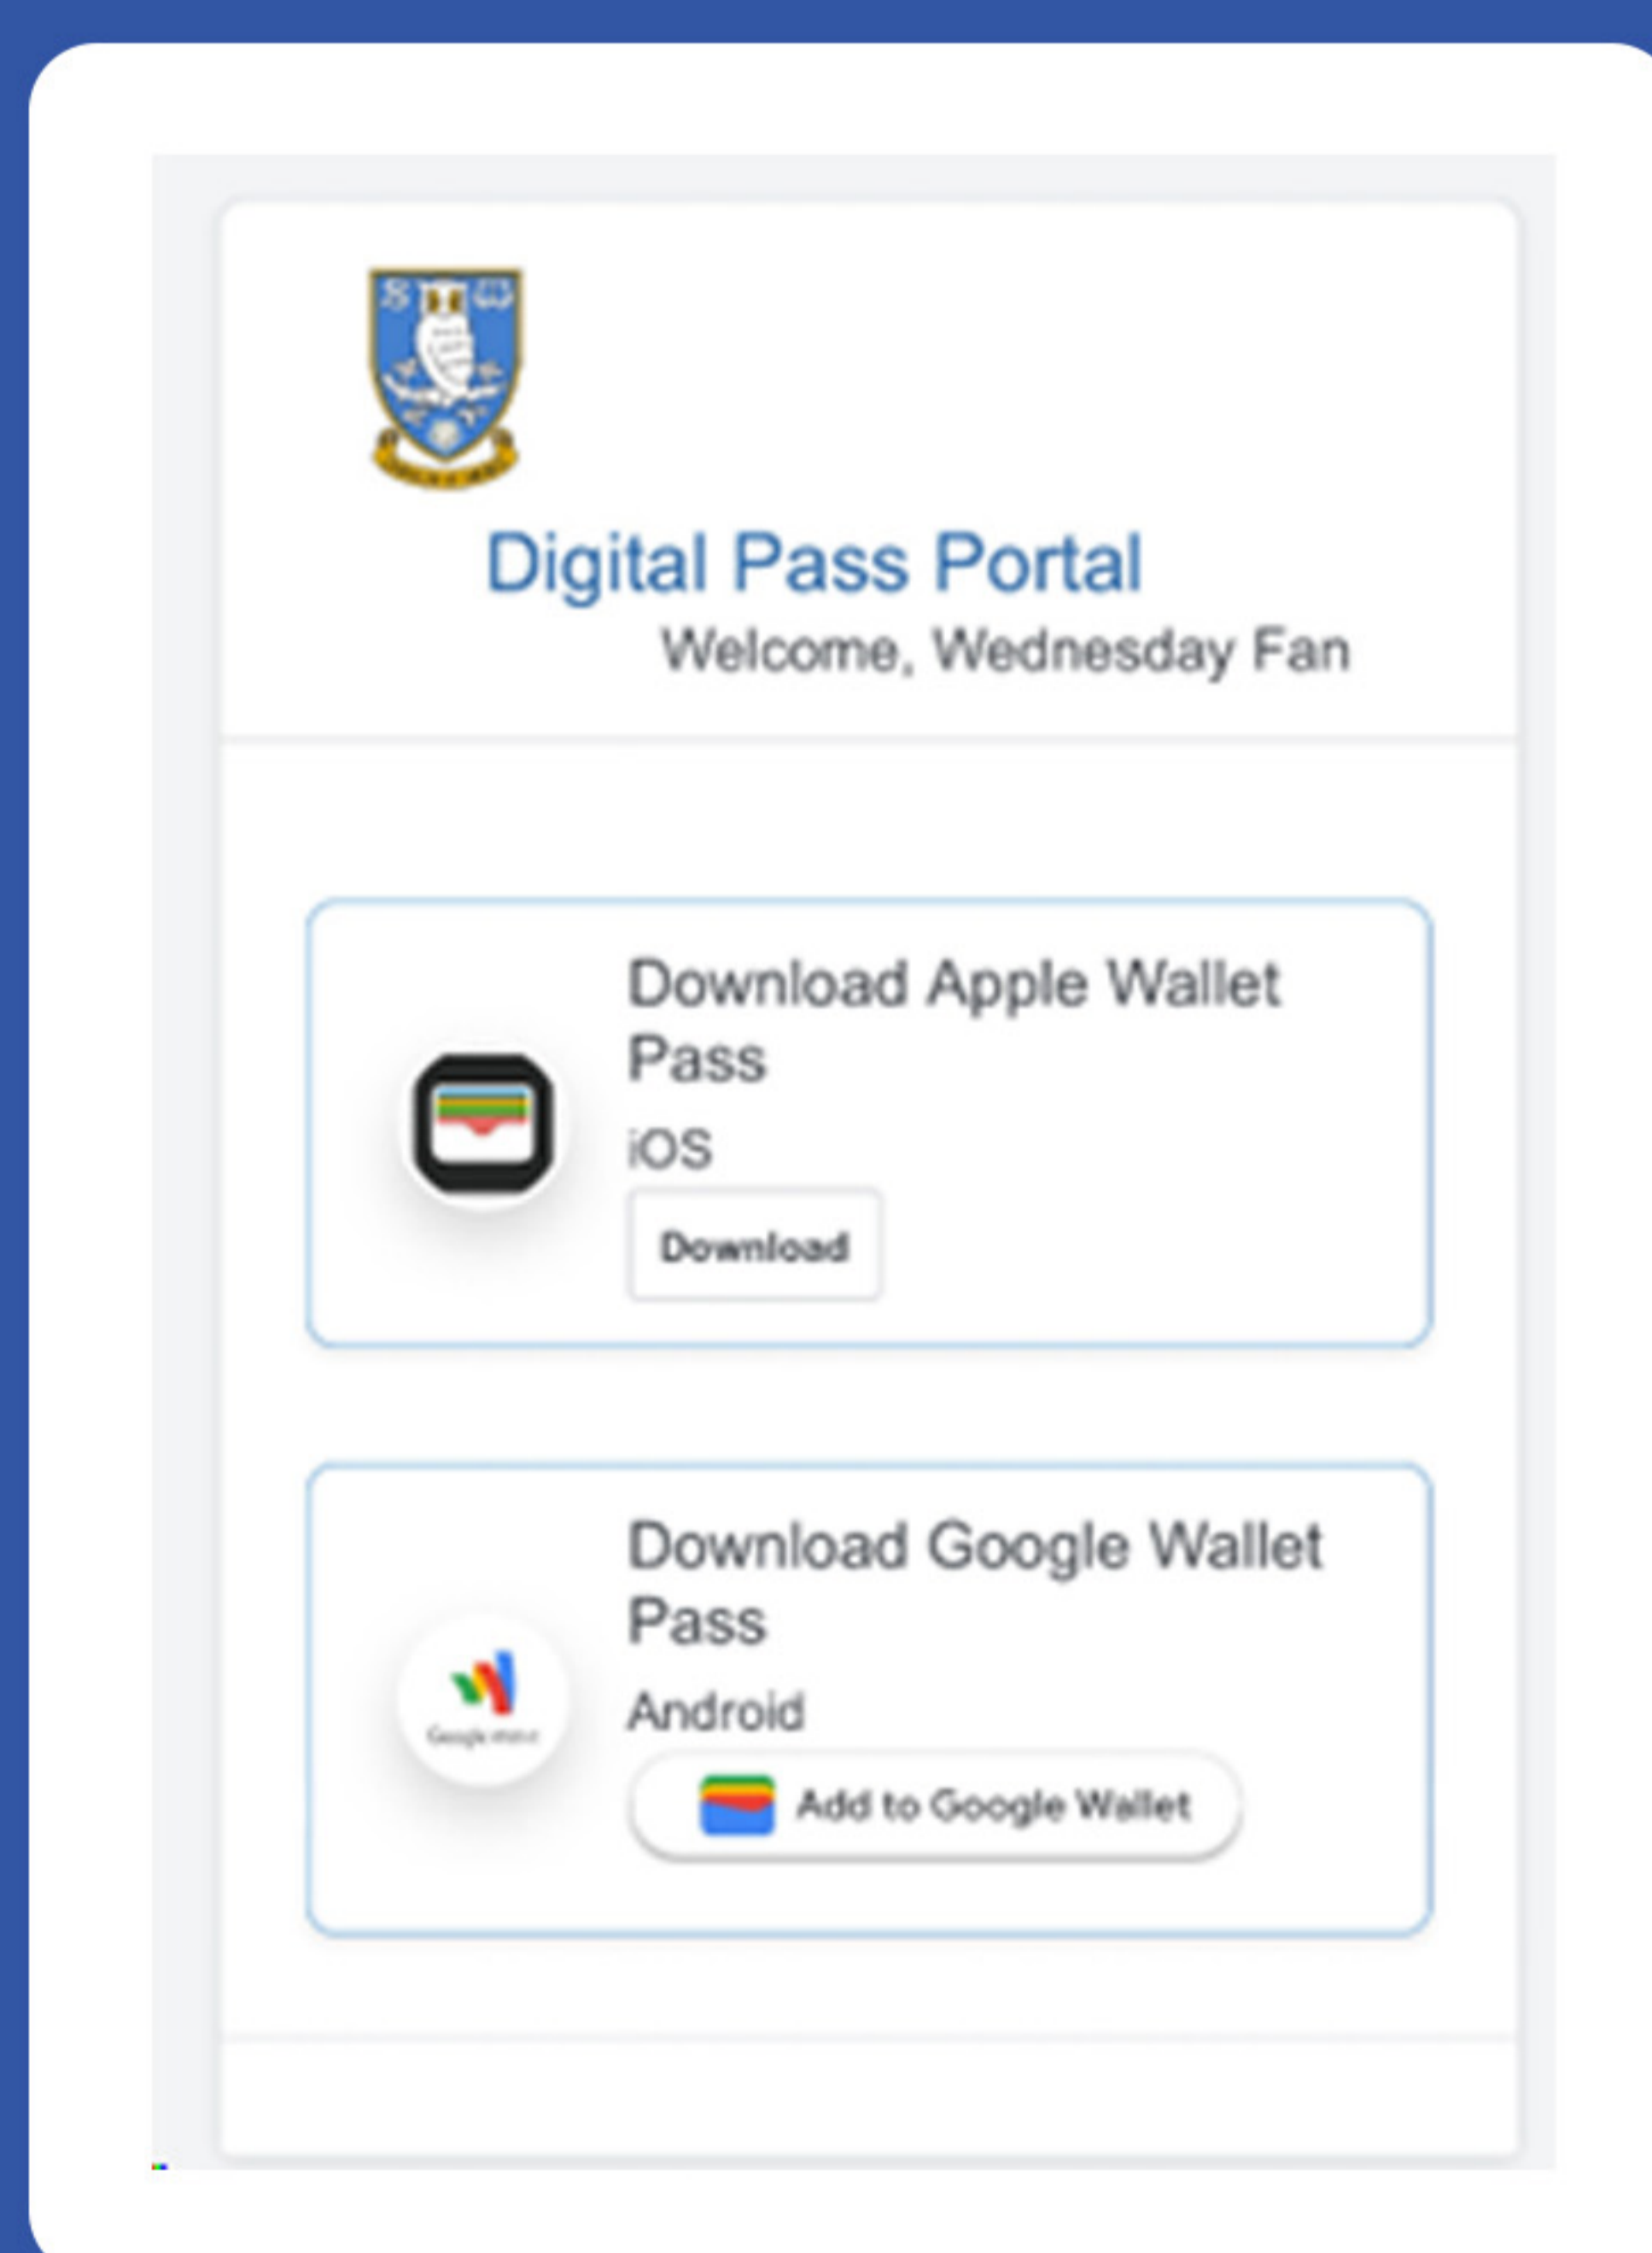 S W
Digital Pass Portal
Welcome, Wednesday Fan
Download Apple Wallet
Pass
iOS
Download
Download Google Wallet
Pass
Android
Google
Add to Google Wallet